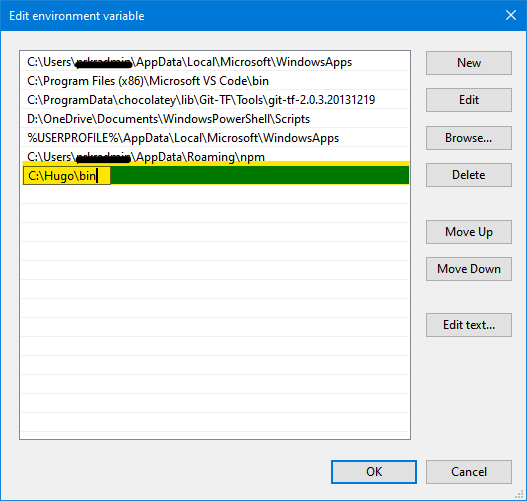 Edit environment variable
C:\Users\ \AppData\Local\Microsoft\WindowsApps
C:\Program Files (x86)\Microsoft VS Code\bin
C:\ProgramData\chocolatey\lib\Git-TF\Tools\git-tf-2.0.3.20131219
D:\OneDrive\Documents\WindowsPowerShell\Scripts
%USERPROFILE%\AppData\Local\Microsoft\WindowsApps
C:\Users\ \AppData\Roaming\npm
C:\Hugo\bin
New
Edit
Browse...
Delete
Move Up
Move Down
Edit text...
OK
Cancel